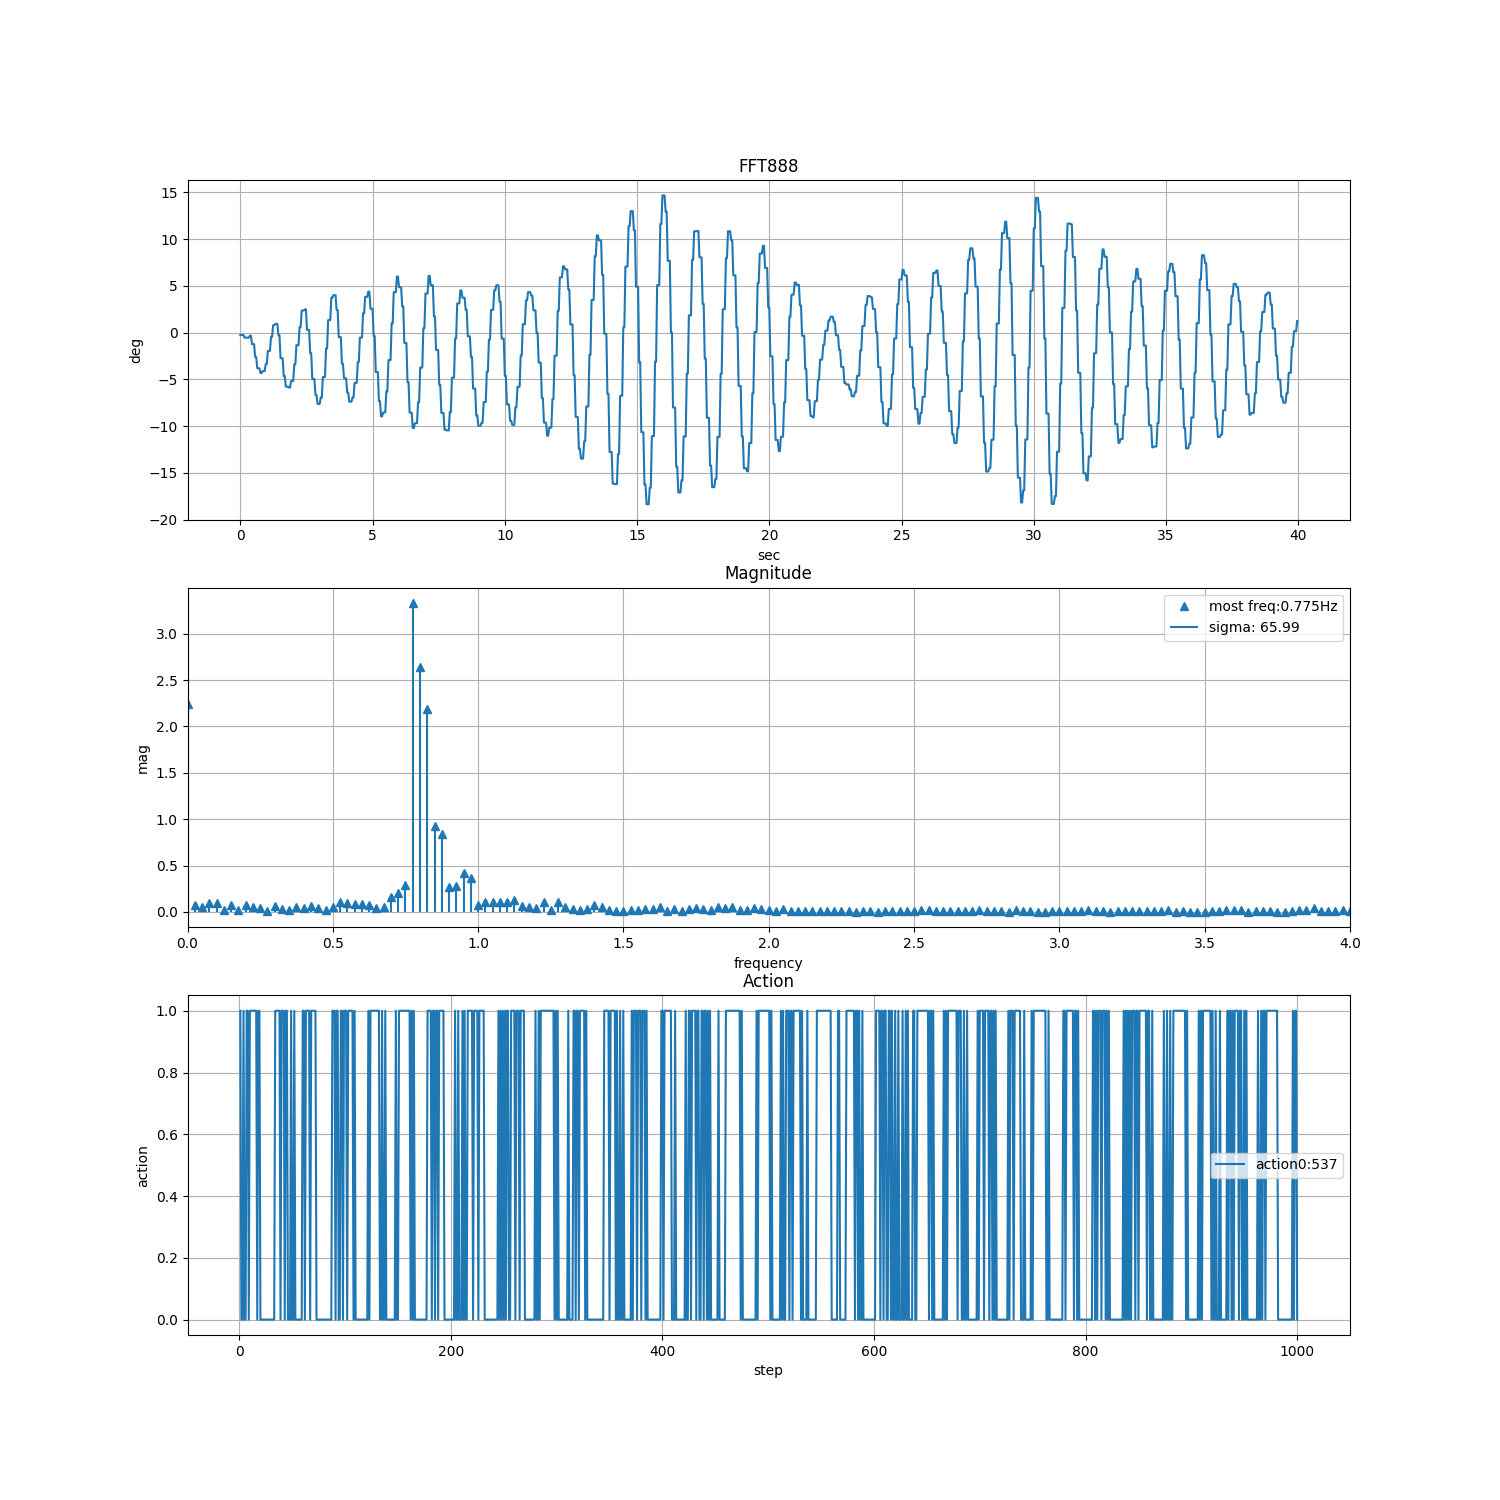 FFT888
15
10
5
0
−5
−10
−15
−20
deg
0 5 10 15 20 25 30 35 40
sec
Magnitude
most freq:0.775Hz
sigma: 65.99
3.0
2.5
2.0
1.5
1.0
0.5
0.0
mag
0.0 0.5 1.0 1.5 2.0 2.5 3.0 3.5 4.0
frequency
Action
1.0
0.8
0.6
0.4
0.2
0.0
action
action0:537
0 200 400 600 800 1000
step